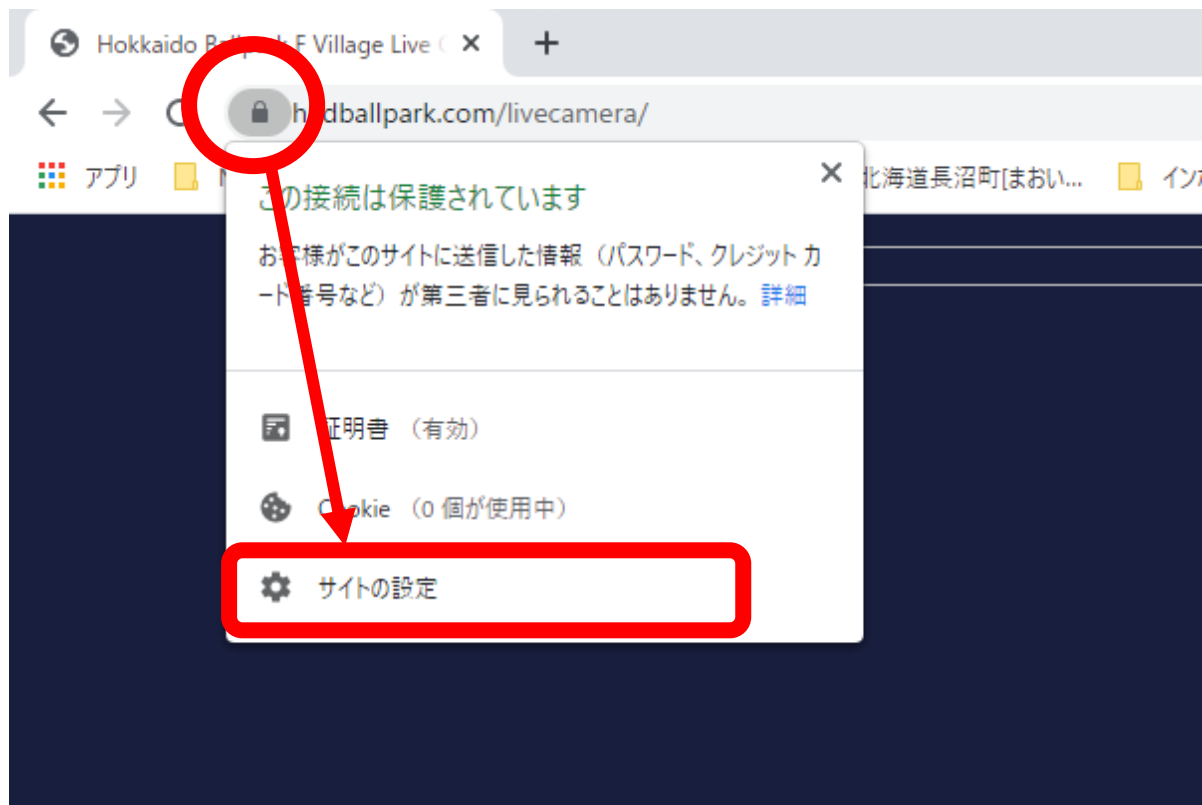 Hokkaido Ballpark F Village Live
hkdballpark.com/livecamera/
アプリ
北海道長沼町[まおい...
この接続は保護されています
お客様がこのサイトに送信した情報（パスワード、クレジット カ
ード番号など）が第三者に見られることはありません。 詳細
証明書 （有効）
Cookie （0 個が使用中）
サイトの設定